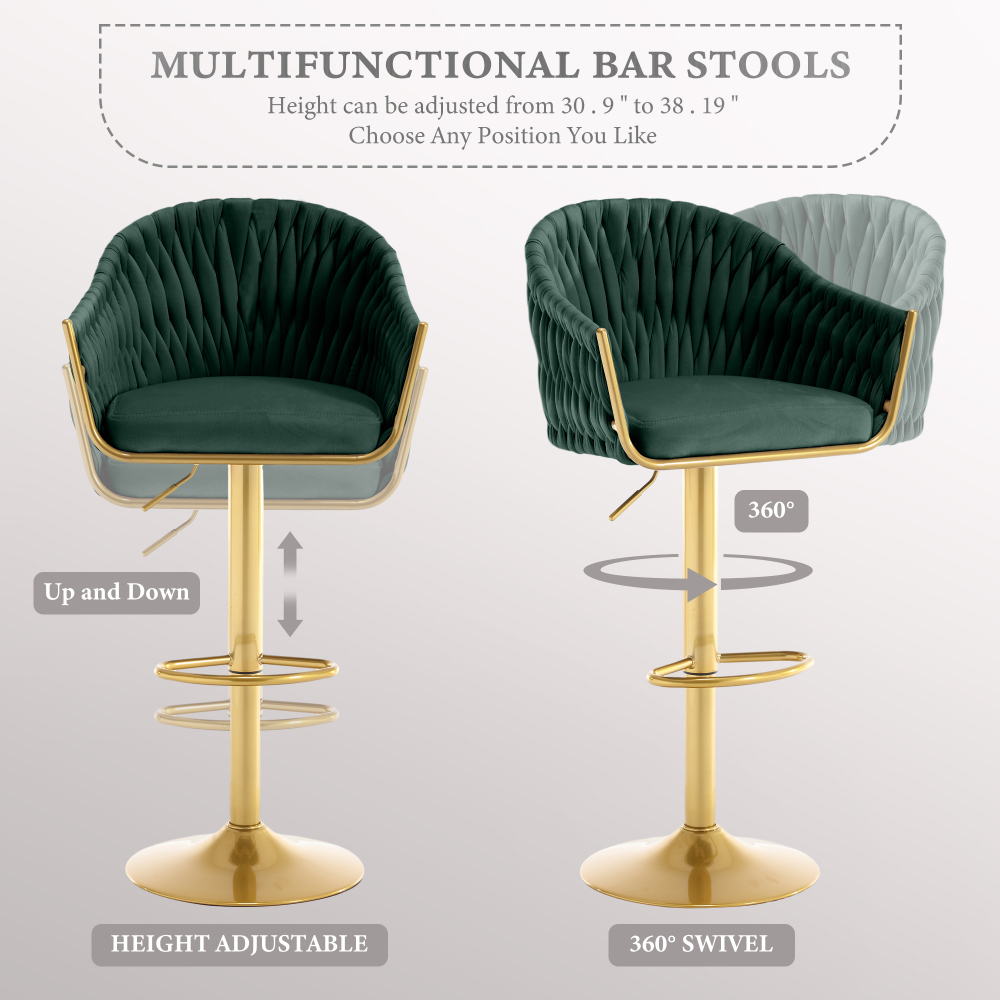 MULTIFUNCTIONAL BAR STOOLS
Height can be adjusted from 30 . 9 " to 38 . 19 "
Choose Any Position You Like
360°
Up and Down
HEIGHT ADJUSTABLE
360° SWIVEL